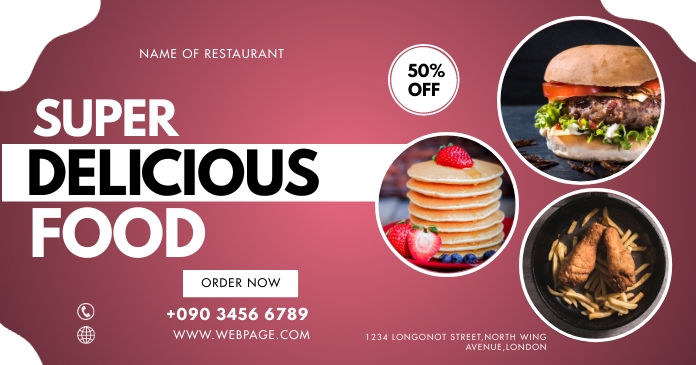 NAME OF RESTAURANT
50%
OFF
SUPER
DELICIOUS
FOOD
ORDER NOW
+090 3456 6789
WWW.WEBPAGE.COM
1234 LONGONOT STREET,NORTH WING
AVENUE,LONDON